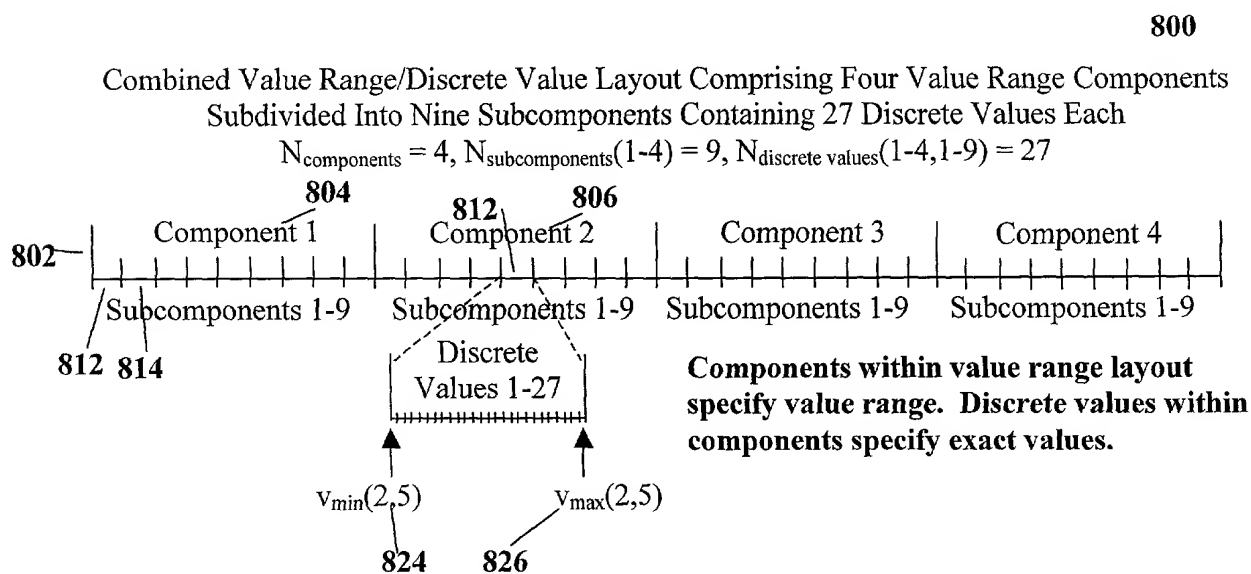 800
Combined Value Range/Discrete Value Layout Comprising Four Value Range Components
Subdivided Into Nine Subcomponents Containing 27 Discrete Values Each
Ncomponents = 4, Nsubcomponents(1-4) = 9, Ndiscrete values(1-4,1-9) = 27
804
812
806
802
Component 1
Component 2
Component 3
Component 4
Subcomponents 1-9
Subcomponents 1-9
Subcomponents 1-9
Subcomponents 1-9
812
814
Discrete
Values 1-27
Components within value range layout
specify value range. Discrete values within
components specify exact values.
vmin(2,5)
vmax(2,5)
824
826